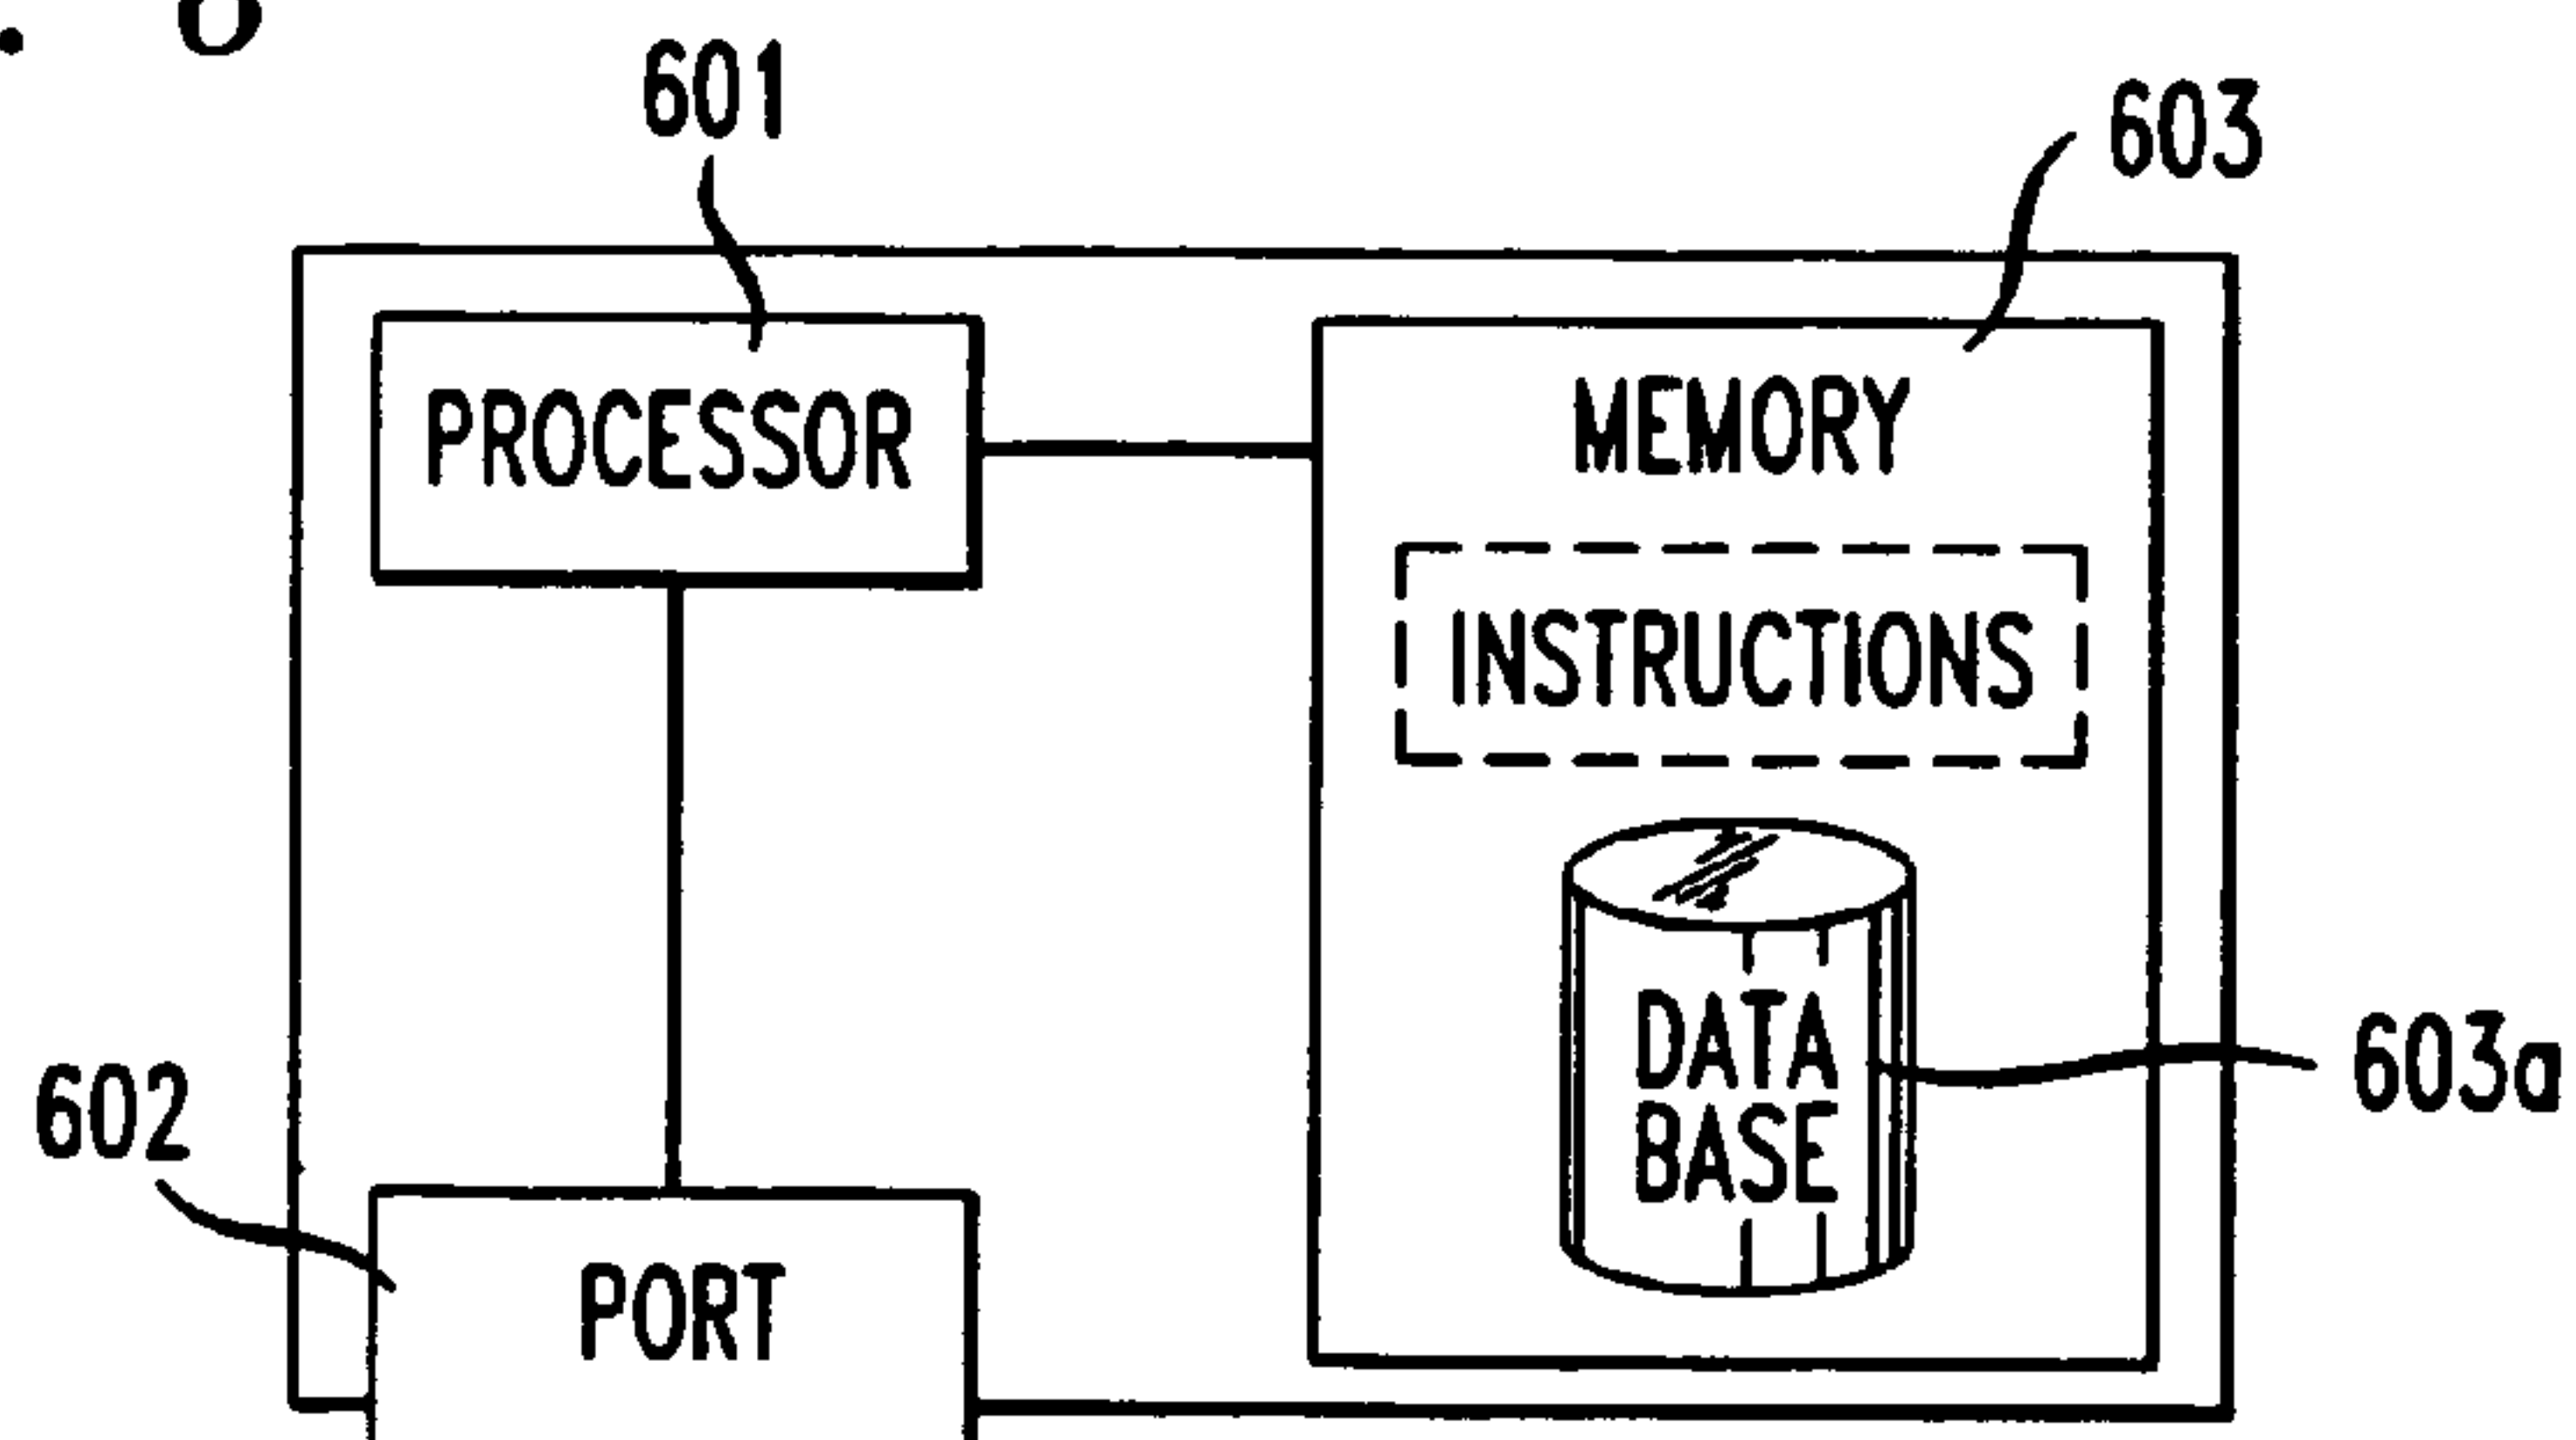 601
603
PROCESSOR
MEMORY
INSTRUCTIONS
DATA
BASE
603a
602
PORT